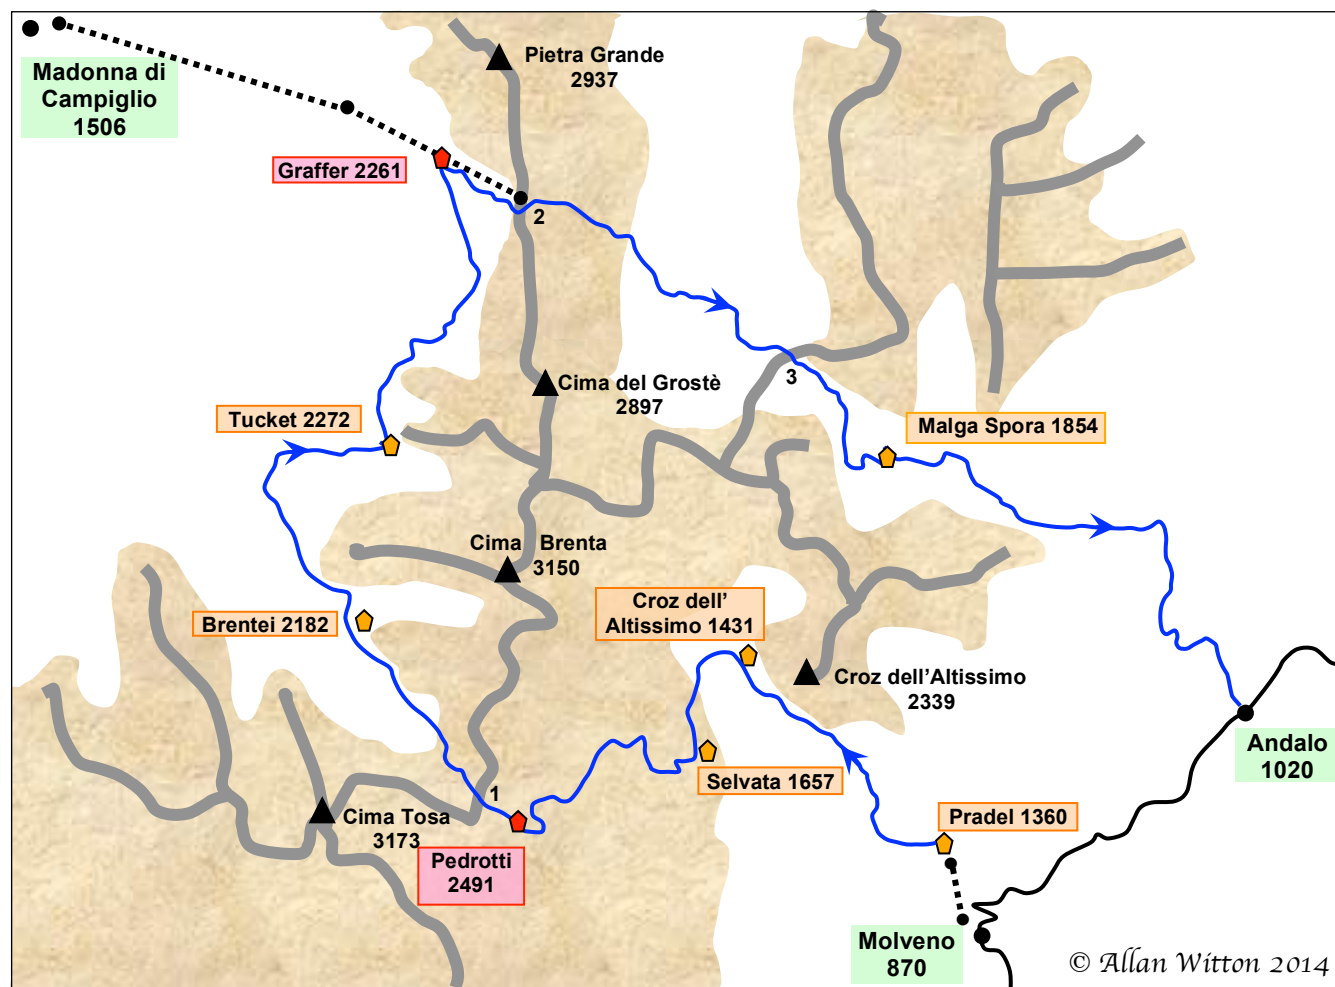 Madonna di
Campiglio
1506
Pietra Grande
2937
Graffer 2261
2
Cima del Grostè
2897
3
Tucket 2272
Malga Spora 1854
Cima Brenta
3150
Croz dell'
Altissimo 1431
Brentei 2182
Croz dell'Altissimo
2339
Andalo
1020
Selvata 1657
1
Cima Tosa
3173
Pradel 1360
Pedrotti
2491
Molveno
870
© Allan Witton 2014